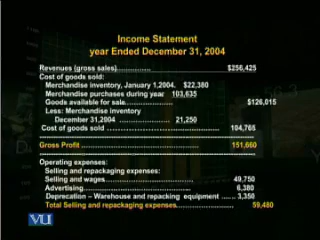 Income Statement
year Ended December 31, 2004
Revenues (gross sales)............... $256,425
Cost of goods sold:
Merchandise inventory, January 1,2004. $22,380
Merchandise purchases during year 103,635
Goods available for sale..................... $126,015
Less: Merchandise inventory
December 31,2004 ...................... 21,250
Cost of goods sold ................................................ 104,765
Gross Profit ............................................................ 151,660
Operating expenses:
Selling and repackaging expenses:
Selling and wages........................................ 49,750
Advertising................................................ 6,380
Depreciation – Warehouse and repacking equipment ....... 3,350
Total Selling and repackaging expenses......................... 59,480
VU